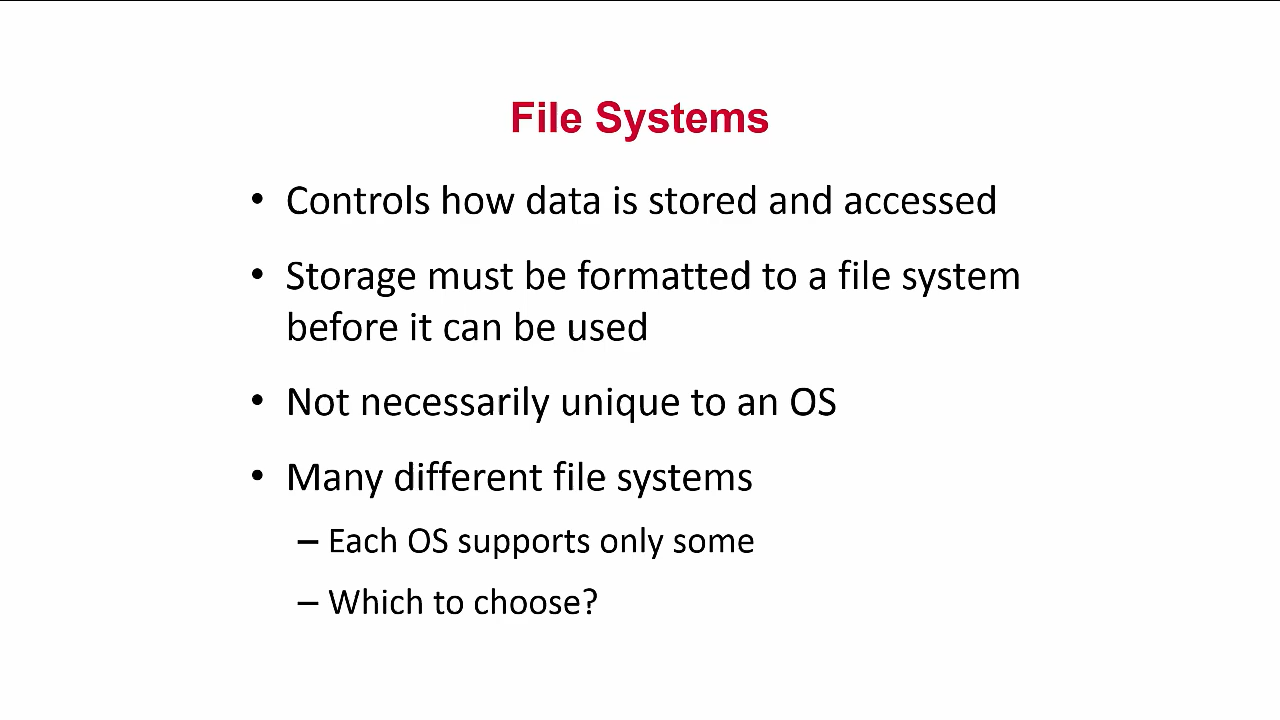 File Systems
• Controls how data is stored and accessed
• Storage must be formatted to a file system
before it can be used
• Not necessarily unique to an OS
• Many different file systems
– Each OS supports only some
– Which to choose?